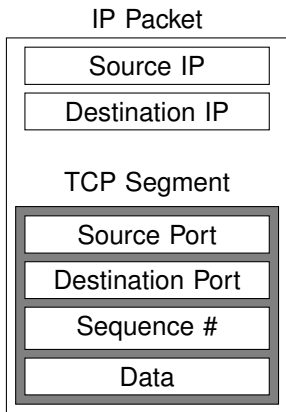 IP Packet
Source IP
Destination IP
TCP Segment
Source Port
Destination Port
Sequence #
Data